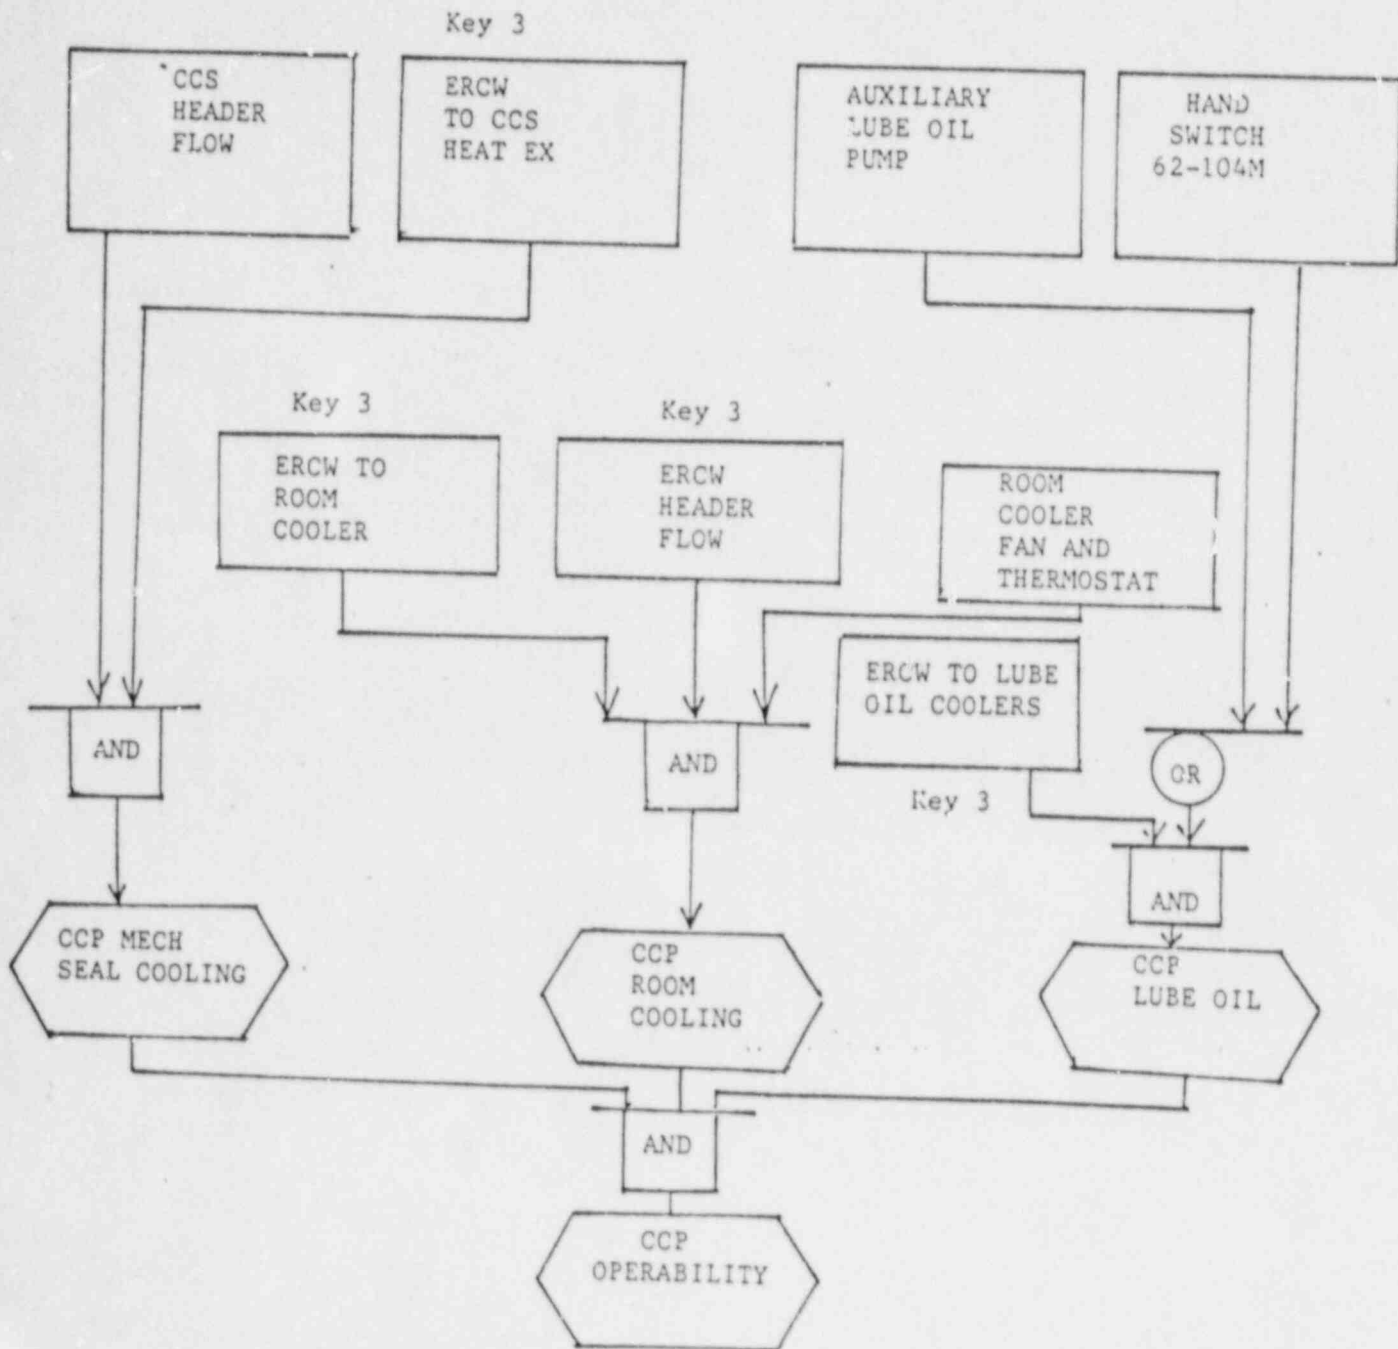 Key 3
CCS
HEADER
FLOW
ERCW
TO CCS
HEAT EX
AUXILIARY
LUBE OIL
PUMP
HAND
SWITCH
62-104M
Key 3
ERCW TO
ROOM
COOLER
Key 3
ERCW
HEADER
FLOW
ROOM
COOLER
FAN AND
THERMOSTAT
ERCW TO LUBE
OIL COOLERS
Key 3
AND
AND
OR
AND
CCP MECH
SEAL COOLING
CCP
ROOM
COOLING
CCP
LUBE OIL
AND
CCP
OPERABILITY